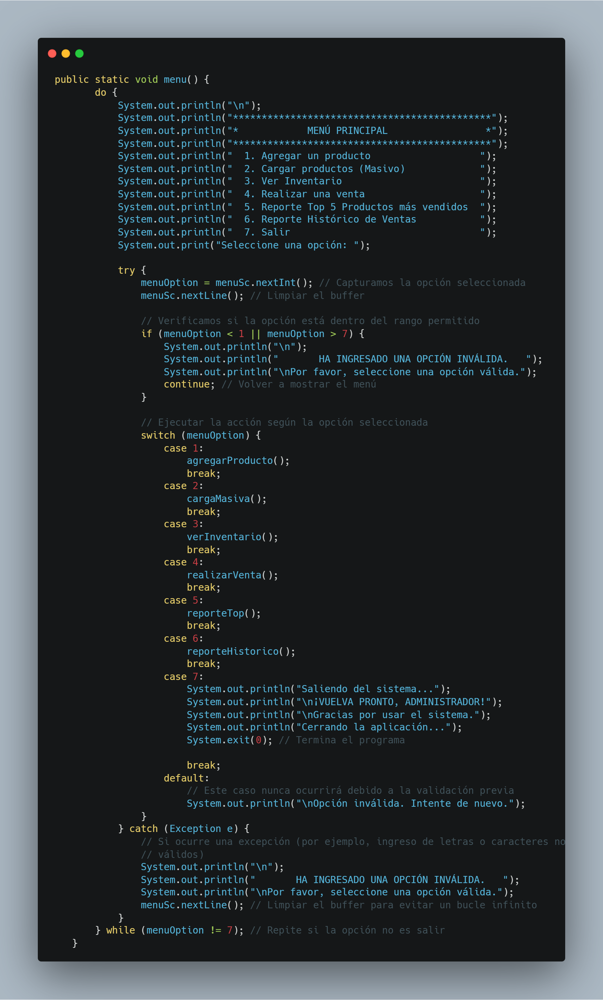 public static void menu() {
        do {
            System.out.println("\n");
            System.out.println("*********************************************");
            System.out.println("*            MENÚ PRINCIPAL                 *");
            System.out.println("*********************************************");
            System.out.println("  1. Agregar un producto                   ");
            System.out.println("  2. Cargar productos (Masivo)             ");
            System.out.println("  3. Ver Inventario                        ");
            System.out.println("  4. Realizar una venta                    ");
            System.out.println("  5. Reporte Top 5 Productos más vendidos  ");
            System.out.println("  6. Reporte Histórico de Ventas           ");
            System.out.println("  7. Salir                                 ");
            System.out.print("Seleccione una opción: ");

            try {
                menuOption = menuSc.nextInt(); // Capturamos la opción seleccionada
                menuSc.nextLine(); // Limpiar el buffer

                // Verificamos si la opción está dentro del rango permitido
                if (menuOption < 1 || menuOption > 7) {
                    System.out.println("\n");
                    System.out.println("       HA INGRESADO UNA OPCIÓN INVÁLIDA.   ");
                    System.out.println("\nPor favor, seleccione una opción válida.");
                    continue; // Volver a mostrar el menú
                }

                // Ejecutar la acción según la opción seleccionada
                switch (menuOption) {
                    case 1:
                        agregarProducto();
                        break;
                    case 2:
                        cargaMasiva();
                        break;
                    case 3:
                        verInventario();
                        break;
                    case 4:
                        realizarVenta();
                        break;
                    case 5:
                        reporteTop();
                        break;
                    case 6:
                        reporteHistorico();
                        break;
                    case 7:
                        System.out.println("Saliendo del sistema...");
                        System.out.println("\n¡VUELVA PRONTO, ADMINISTRADOR!");
                        System.out.println("\nGracias por usar el sistema.");
                        System.out.println("Cerrando la aplicación...");
                        System.exit(0); // Termina el programa

                        break;
                    default:
                        // Este caso nunca ocurrirá debido a la validación previa
                        System.out.println("\nOpción inválida. Intente de nuevo.");
                }
            } catch (Exception e) {
                // Si ocurre una excepción (por ejemplo, ingreso de letras o caracteres no
                // válidos)
                System.out.println("\n");
                System.out.println("       HA INGRESADO UNA OPCIÓN INVÁLIDA.   ");
                System.out.println("\nPor favor, seleccione una opción válida.");
                menuSc.nextLine(); // Limpiar el buffer para evitar un bucle infinito
            }
        } while (menuOption != 7); // Repite si la opción no es salir
    }